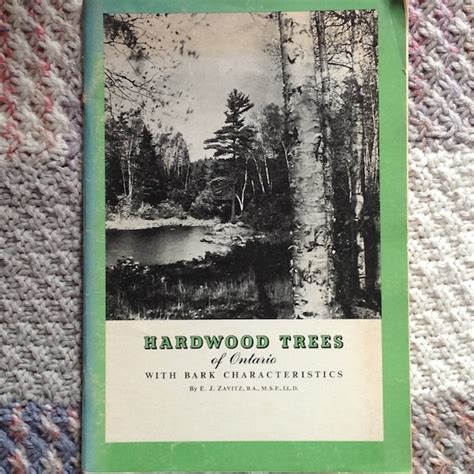 HARDWOOD TREES
of Ontario
WITH BARK CHARACTERISTICS
By E. J. ZAVITZ, B.A., M.S.F., LL.D.